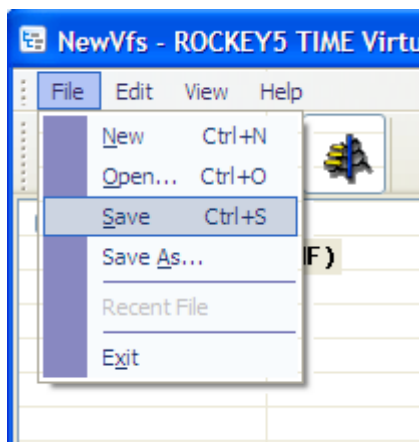 NewVfs - ROCKEY5 TIME Virtu
File Edit View Help
New Ctrl+N
Open... Ctrl+O
Save Ctrl+S
Save As...
F)
Recent File
Exit